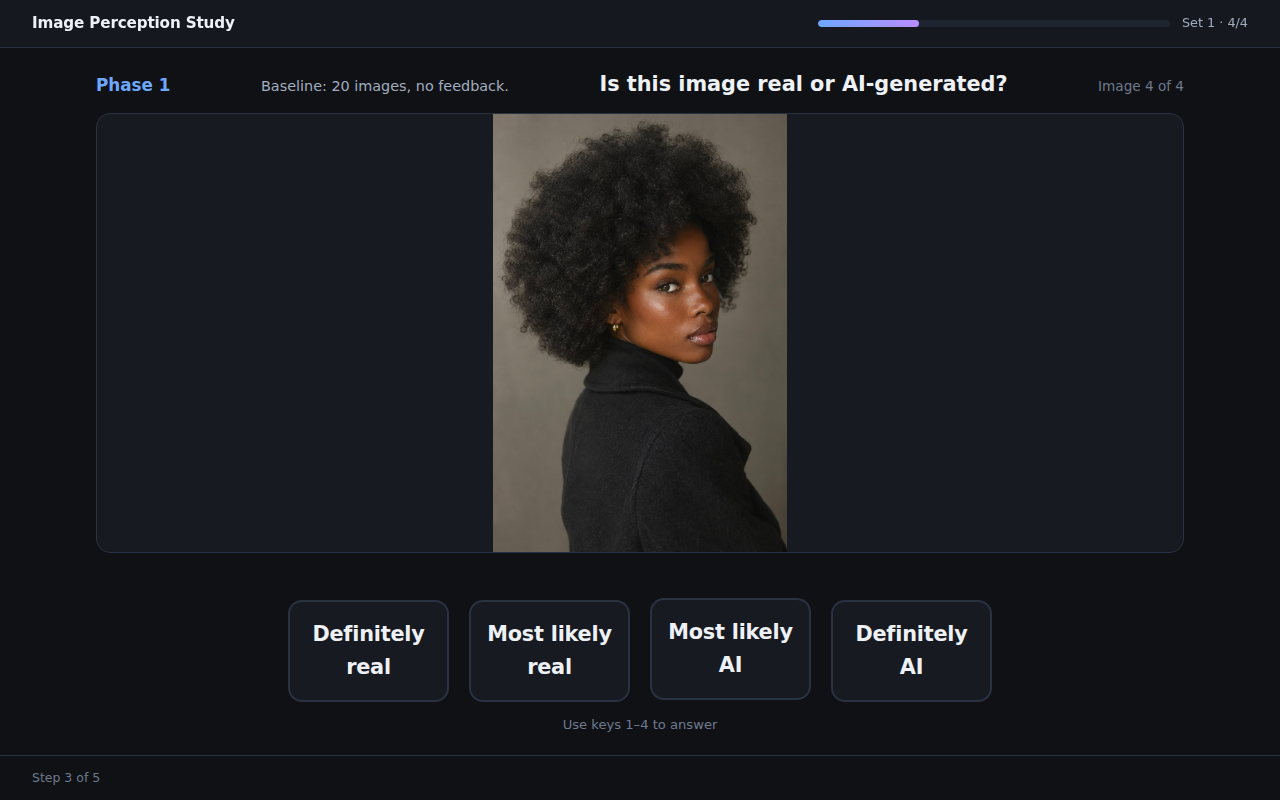 Image Perception Study
Set 1 · 4/4
Phase 1
Baseline: 20 images, no feedback.
Is this image real or AI-generated?
Image 4 of 4
Definitely
real
Most likely
real
Most likely
AI
Definitely
AI
Use keys 1–4 to answer
Step 3 of 5